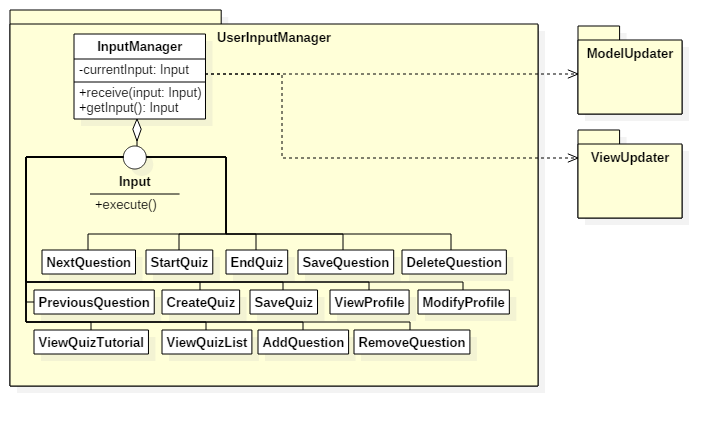 UserInputManager
InputManager
-currentInput: Input
+receive(input: Input)
+getInput(): Input
ModelUpdater
ViewUpdater
Input
+execute()
NextQuestion
StartQuiz
EndQuiz
SaveQuestion
DeleteQuestion
PreviousQuestion
CreateQuiz
SaveQuiz
ViewProfile
ModifyProfile
ViewQuizTutorial
ViewQuizList
AddQuestion
RemoveQuestion